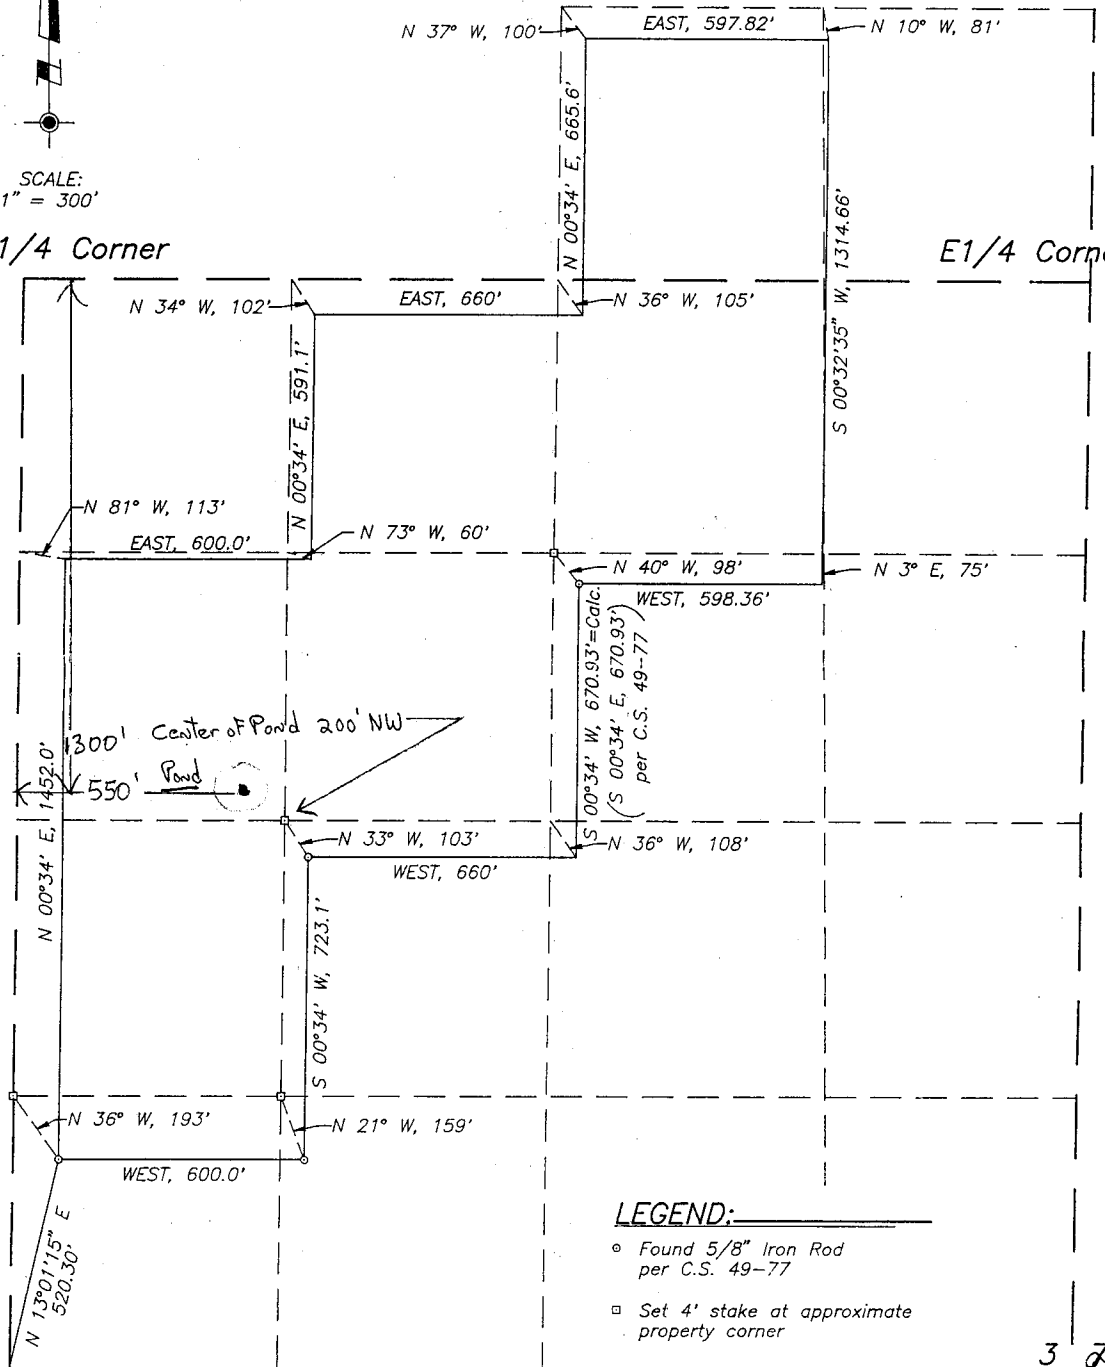 N 37° W, 100'
EAST, 597.82'
N 10° W, 81'
N 00°34' E, 665.6'
SCALE:
1" = 300'
1/4 Corner
E1/4 Corn
S 00°32'35" W, 1314.66'
N 34° W, 102'
EAST, 660'
N 36° W, 105'
N 00°34' E, 591.1'
N 81° W, 113'
EAST, 600.0'
N 73° W, 60'
N 40° W, 98'
N 3° E, 75'
WEST, 598.36'
S 00°34' W, 670.93'=Calc.
(S 00°34' E, 670.93')
per C.S. 49-77
1300'
Center of Pond 200' NW
550'
Pond
N 00°34' E, 1452.0'
N 33° W, 103'
N 36° W, 108'
WEST, 660'
S 00°34' W, 723.1'
N 36° W, 193'
N 21° W, 159'
WEST, 600.0'
N 13°01'15" E
520.30'
LEGEND:
Found 5/8" Iron Rod
per C.S. 49-77
Set 4' stake at approximate
property corner
3